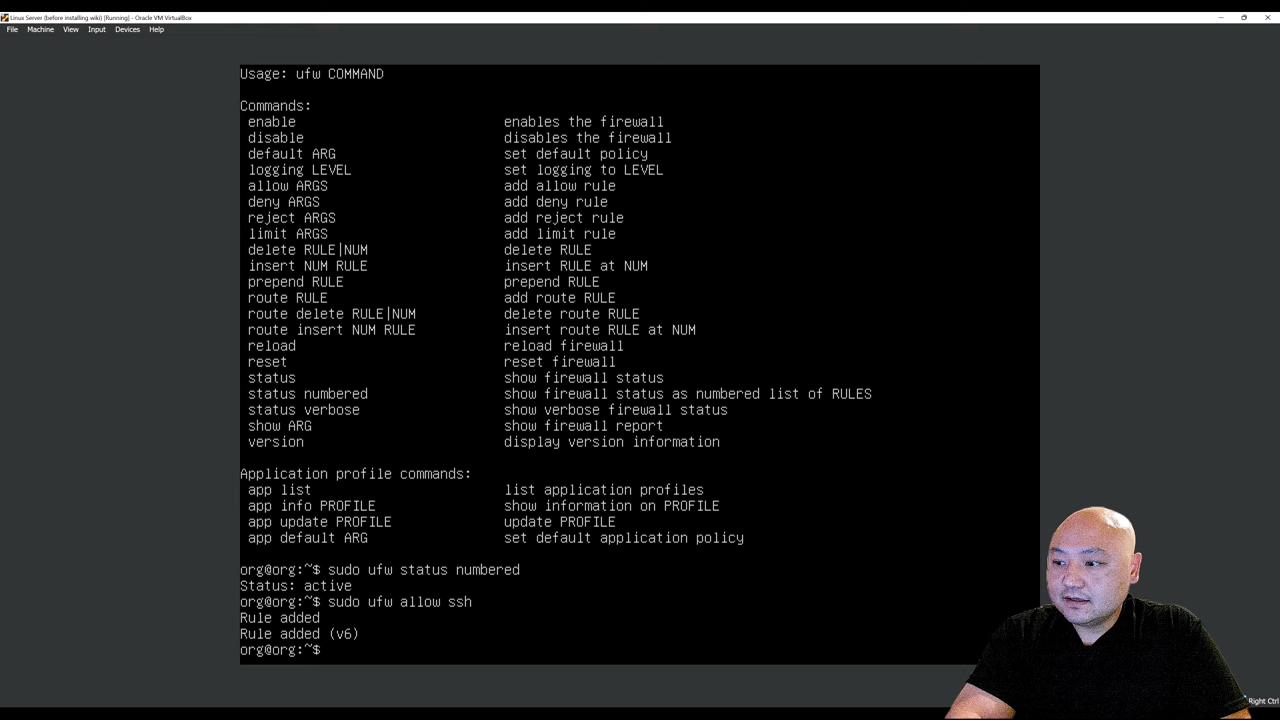 Linux Server (before installing wiki) [Running] - Oracle VM VirtualBox
File Machine View Input Devices Help
Usage: ufw COMMAND
Commands:
enable enables the firewall
disable disables the firewall
default ARG set default policy
logging LEVEL set logging to LEVEL
allow ARGS add allow rule
deny ARGS add deny rule
reject ARGS add reject rule
limit ARGS add limit rule
delete RULE|NUM delete RULE
insert NUM RULE insert RULE at NUM
prepend RULE prepend RULE
route RULE add route RULE
route delete RULE|NUM delete route RULE
route insert NUM RULE insert route RULE at NUM
reload reload firewall
reset reset firewall
status show firewall status
status numbered show firewall status as numbered list of RULES
status verbose show verbose firewall status
show ARG show firewall report
version display version information
Application profile commands:
app list list application profiles
app info PROFILE show information on PROFILE
app update PROFILE update PROFILE
app default ARG set default application policy
org@org:~$ sudo ufw status numbered
Status: active
org@org:~$ sudo ufw allow ssh
Rule added
Rule added (v6)
org@org:~$
Right Ctrl